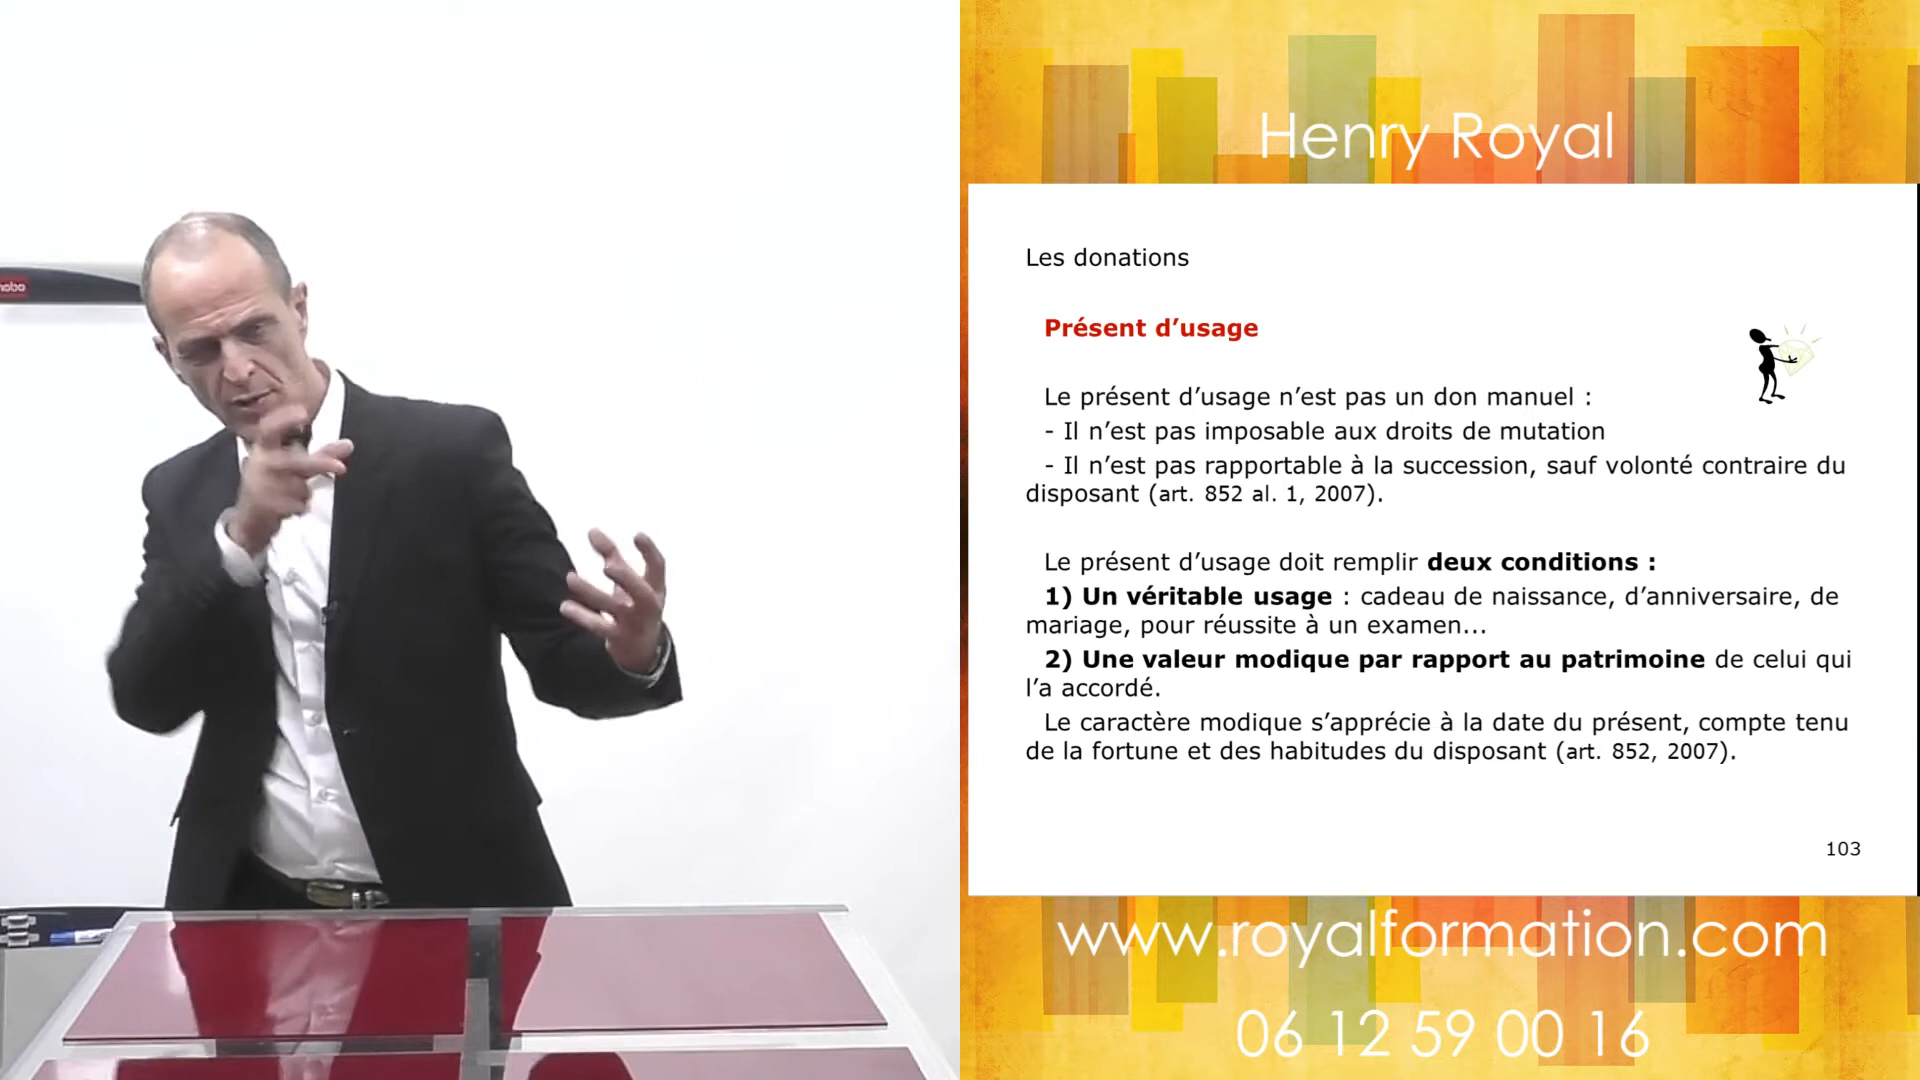 nobo
Henry Royal
Les donations
Présent d’usage
Le présent d’usage n’est pas un don manuel :
- Il n’est pas imposable aux droits de mutation
- Il n’est pas rapportable à la succession, sauf volonté contraire du
disposant (art. 852 al. 1, 2007).
Le présent d’usage doit remplir deux conditions :
1) Un véritable usage : cadeau de naissance, d’anniversaire, de
mariage, pour réussite à un examen...
2) Une valeur modique par rapport au patrimoine de celui qui
l’a accordé.
Le caractère modique s’apprécie à la date du présent, compte tenu
de la fortune et des habitudes du disposant (art. 852, 2007).
103
www.royalformation.com
06 12 59 00 16